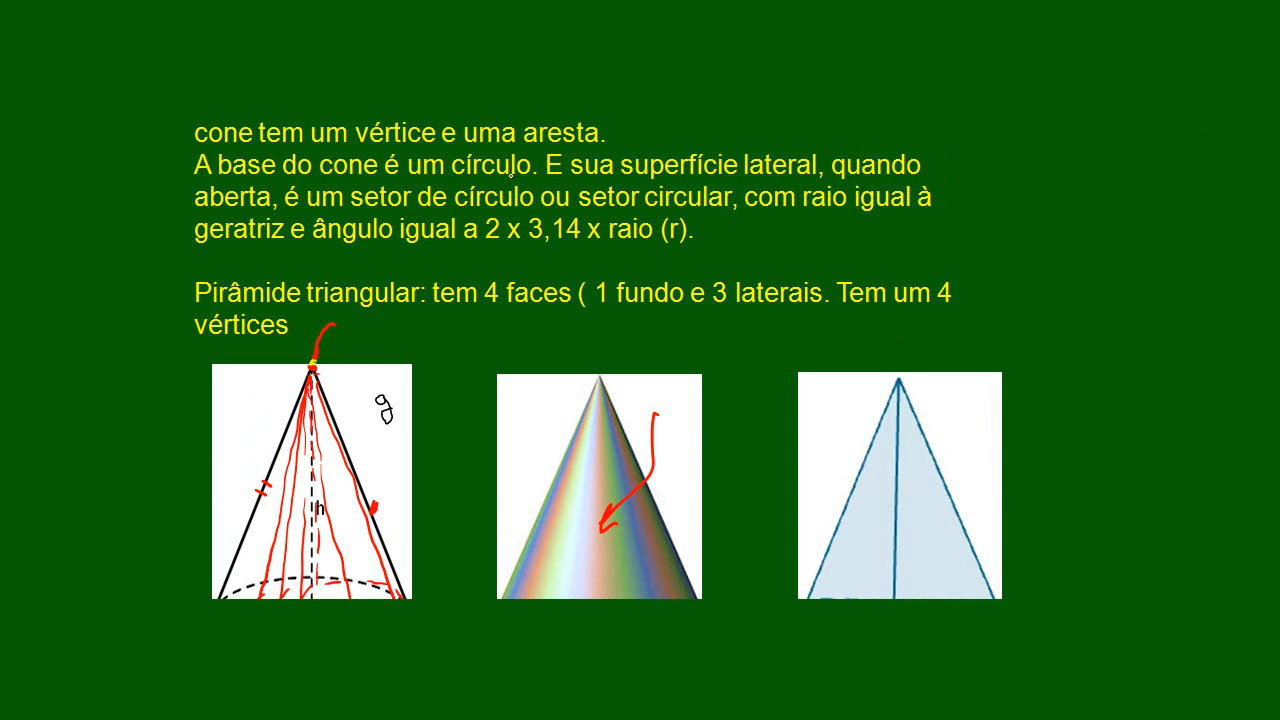 cone tem um vértice e uma aresta.
A base do cone é um círculo. E sua superfície lateral, quando
aberta, é um setor de círculo ou setor circular, com raio igual à
geratriz e ângulo igual a 2 x 3,14 x raio (r).
Pirâmide triangular: tem 4 faces ( 1 fundo e 3 laterais. Tem um 4
vértices
h